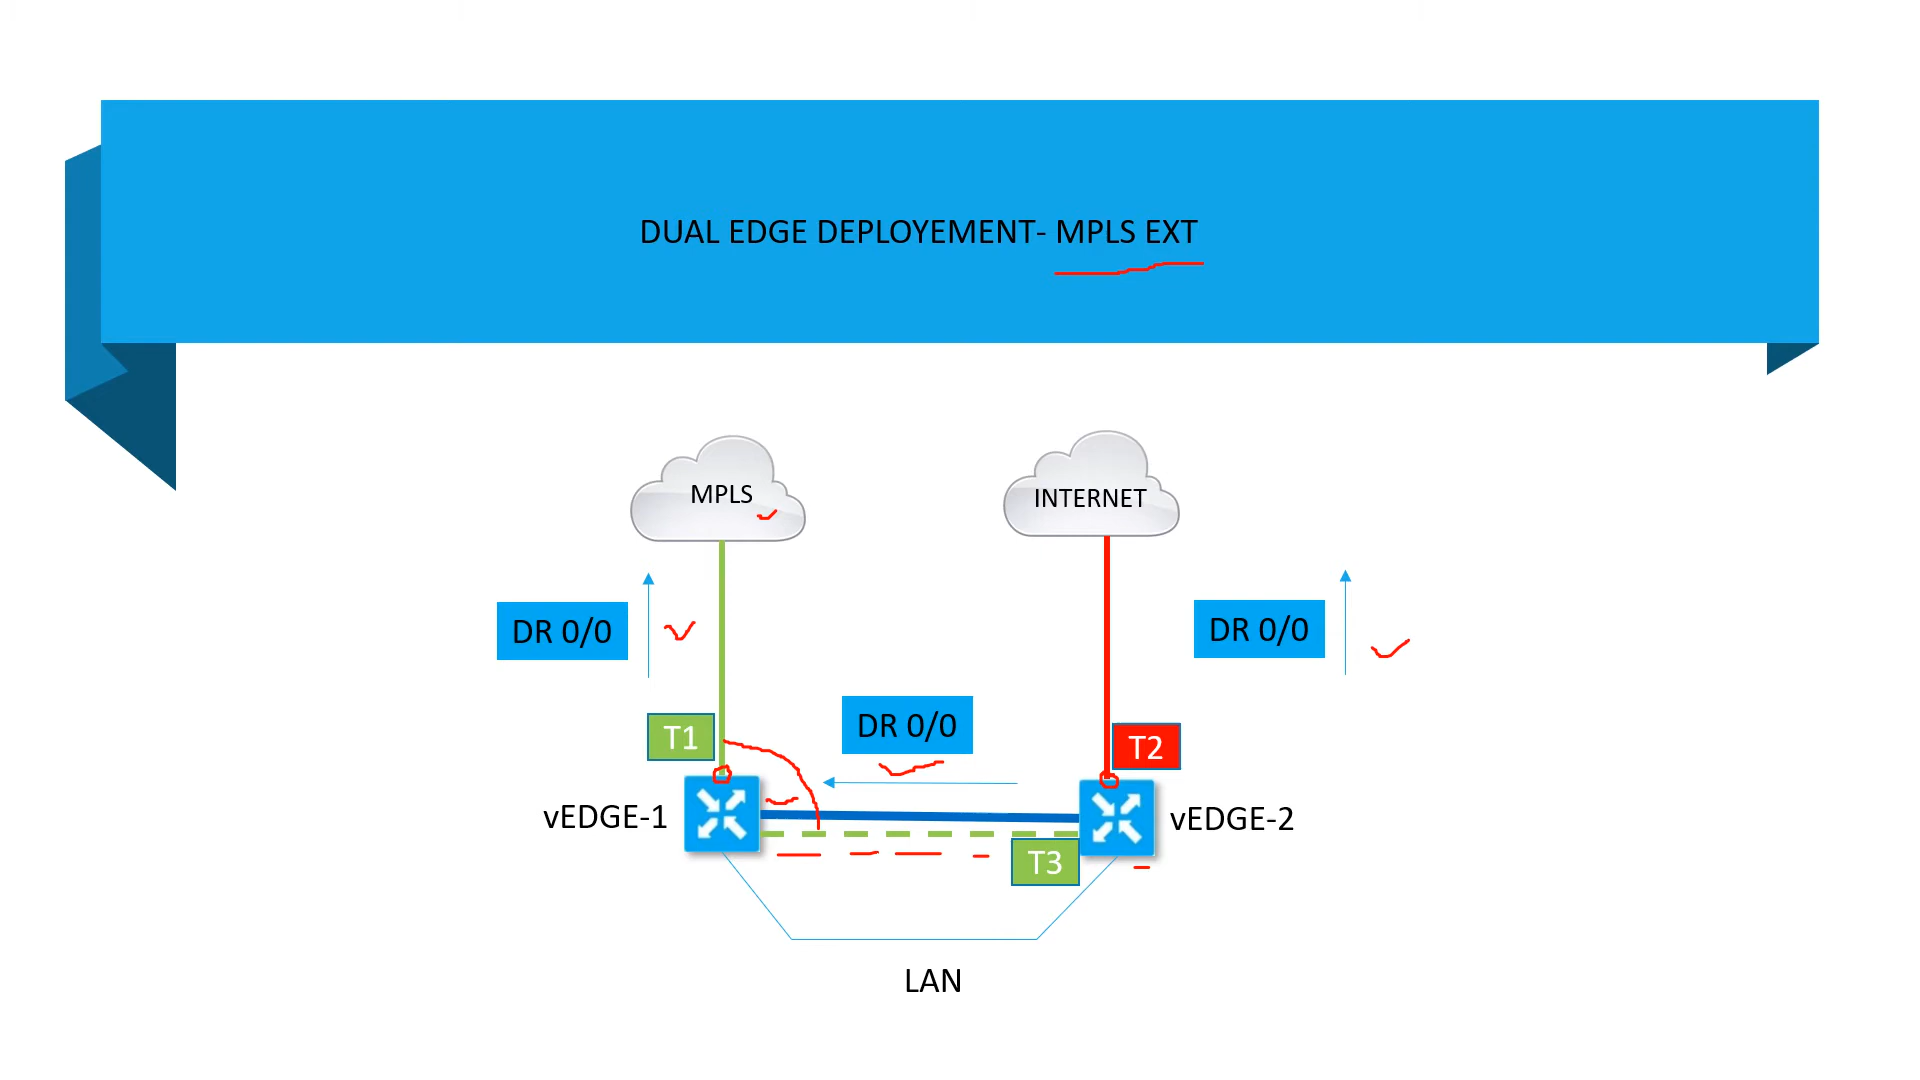 DUAL EDGE DEPLOYEMENT- MPLS EXT
MPLS
INTERNET
DR 0/0
DR 0/0
DR 0/0
T1
T2
vEDGE-1
vEDGE-2
T3
LAN